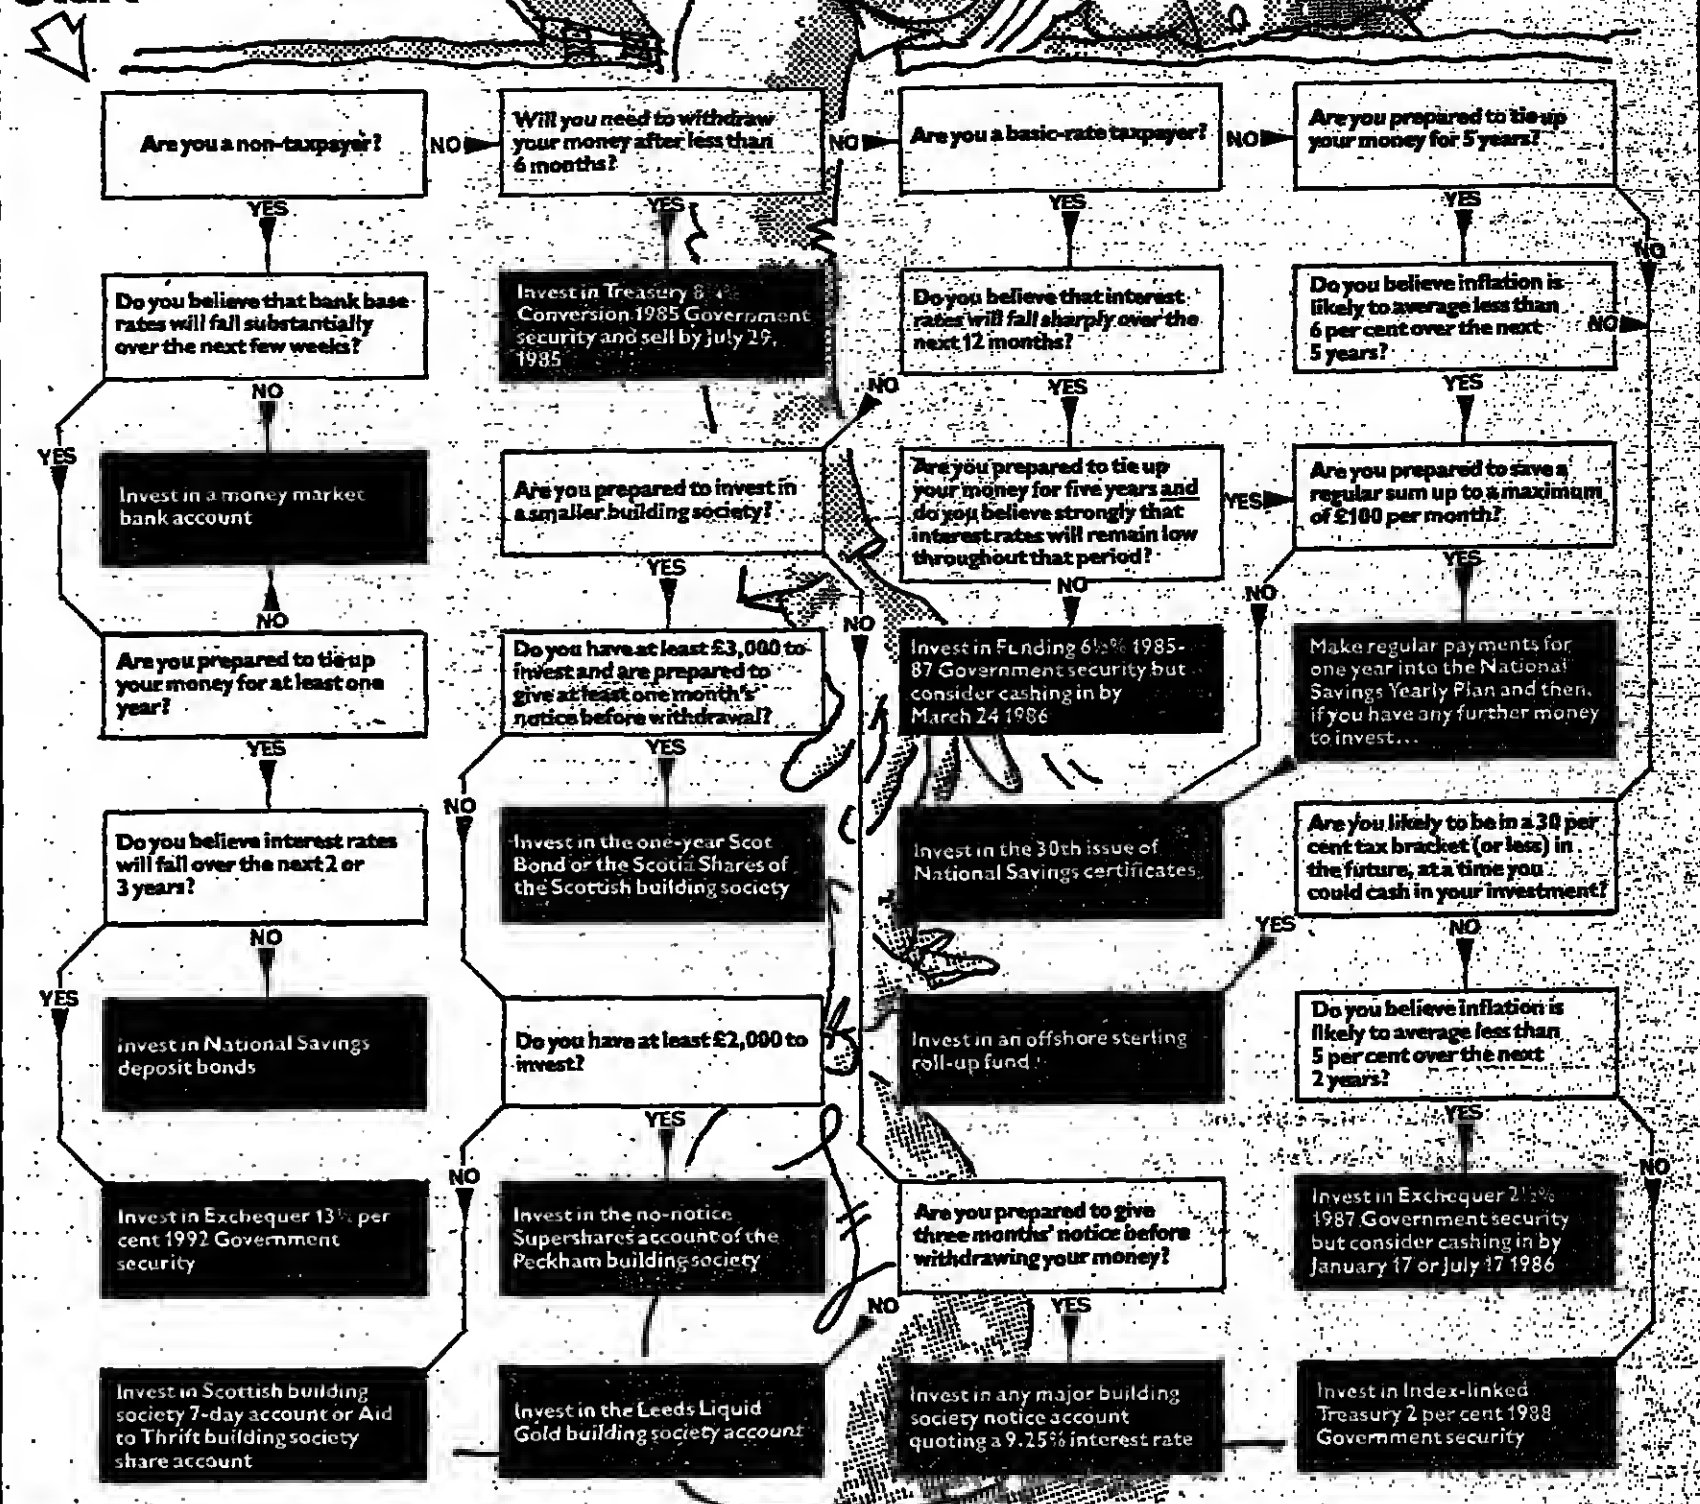 Are you a non-taxpayer?
NO
YES
Will you need to withdraw
your money after less than
6 months?
NO
YES
Are you a basic-rate taxpayer?
NO
YES
Are you prepared to tie up
your money for 5 years?
YES
NO
Do you believe that bank base
rates will fall substantially
over the next few weeks?
NO
YES
Invest in Treasury
Conversion 1985 Government
security and sell by July 29,
1985
Do you believe that interest
rates will fall sharply over the
next 12 months?
NO
YES
Do you believe inflation is
likely to average less than
6 per cent over the next
5 years?
NO
YES
Invest in a money market
bank account
Are you prepared to invest in
a smaller building society?
YES
NO
Are you prepared to tie up
your money for five years and
do you believe strongly that
interest rates will remain low
throughout that period?
YES
NO
Are you prepared to save a
regular sum up to a maximum
of £100 per month?
YES
NO
NO
Are you prepared to tie up
your money for at least one
year?
YES
Do you have at least £3,000 to
invest and are prepared to
give at least one month's
notice before withdrawal?
YES
NO
Invest in Funding 6½% 1985-
87 Government security but
consider cashing in by
March 24 1986
Make regular payments for
one year into the National
Savings Yearly Plan and then,
if you have any further money
to invest...
Do you believe interest rates
will fall over the next 2 or
3 years?
NO
YES
Invest in the one-year Scot
Bond or the Scotia Shares of
the Scottish building society
Invest in the 30th issue of
National Savings certificates
Are you likely to be in a 30 per
cent tax bracket (or less) in
the future, at a time you
could cash in your investment?
YES
NO
Invest in National Savings
deposit bonds
Do you have at least £2,000 to
invest?
YES
NO
Invest in an offshore sterling
roll-up fund
Do you believe inflation is
likely to average less than
5 per cent over the next
2 years?
YES
NO
Invest in Exchequer 13½ per
cent 1992 Government
security
Invest in the no-notice
Supershares account of the
Peckham building society
Are you prepared to give
three months' notice before
withdrawing your money?
NO
YES
Invest in Exchequer 2½%
1987 Government security
but consider cashing in by
January 17 or July 17 1986
Invest in Scottish building
society 7-day account or Aid
to Thrift building society
share account
Invest in the Leeds Liquid
Gold building society account
Invest in any major building
society notice account
quoting a 9.25% interest rate
Invest in Index-linked
Treasury 2 per cent 1988
Government security